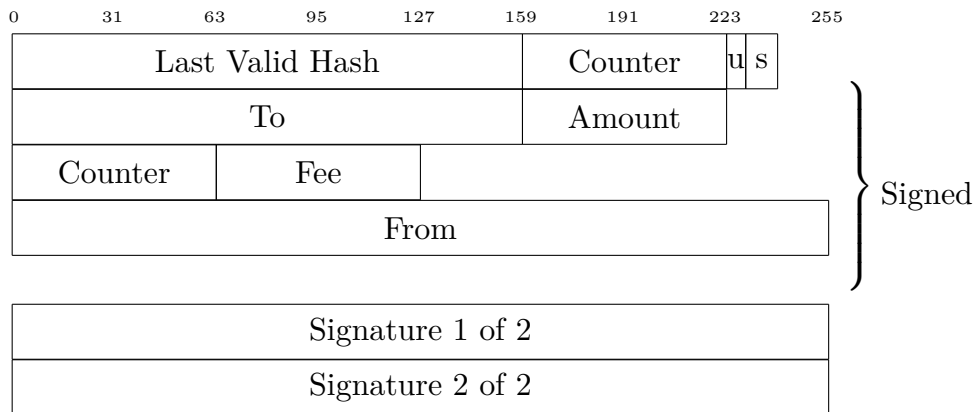 0 31 63 95 127 159 191 223 255
Last Valid Hash Counter u s
To Amount
Counter Fee
Signed
From
Signature 1 of 2
Signature 2 of 2